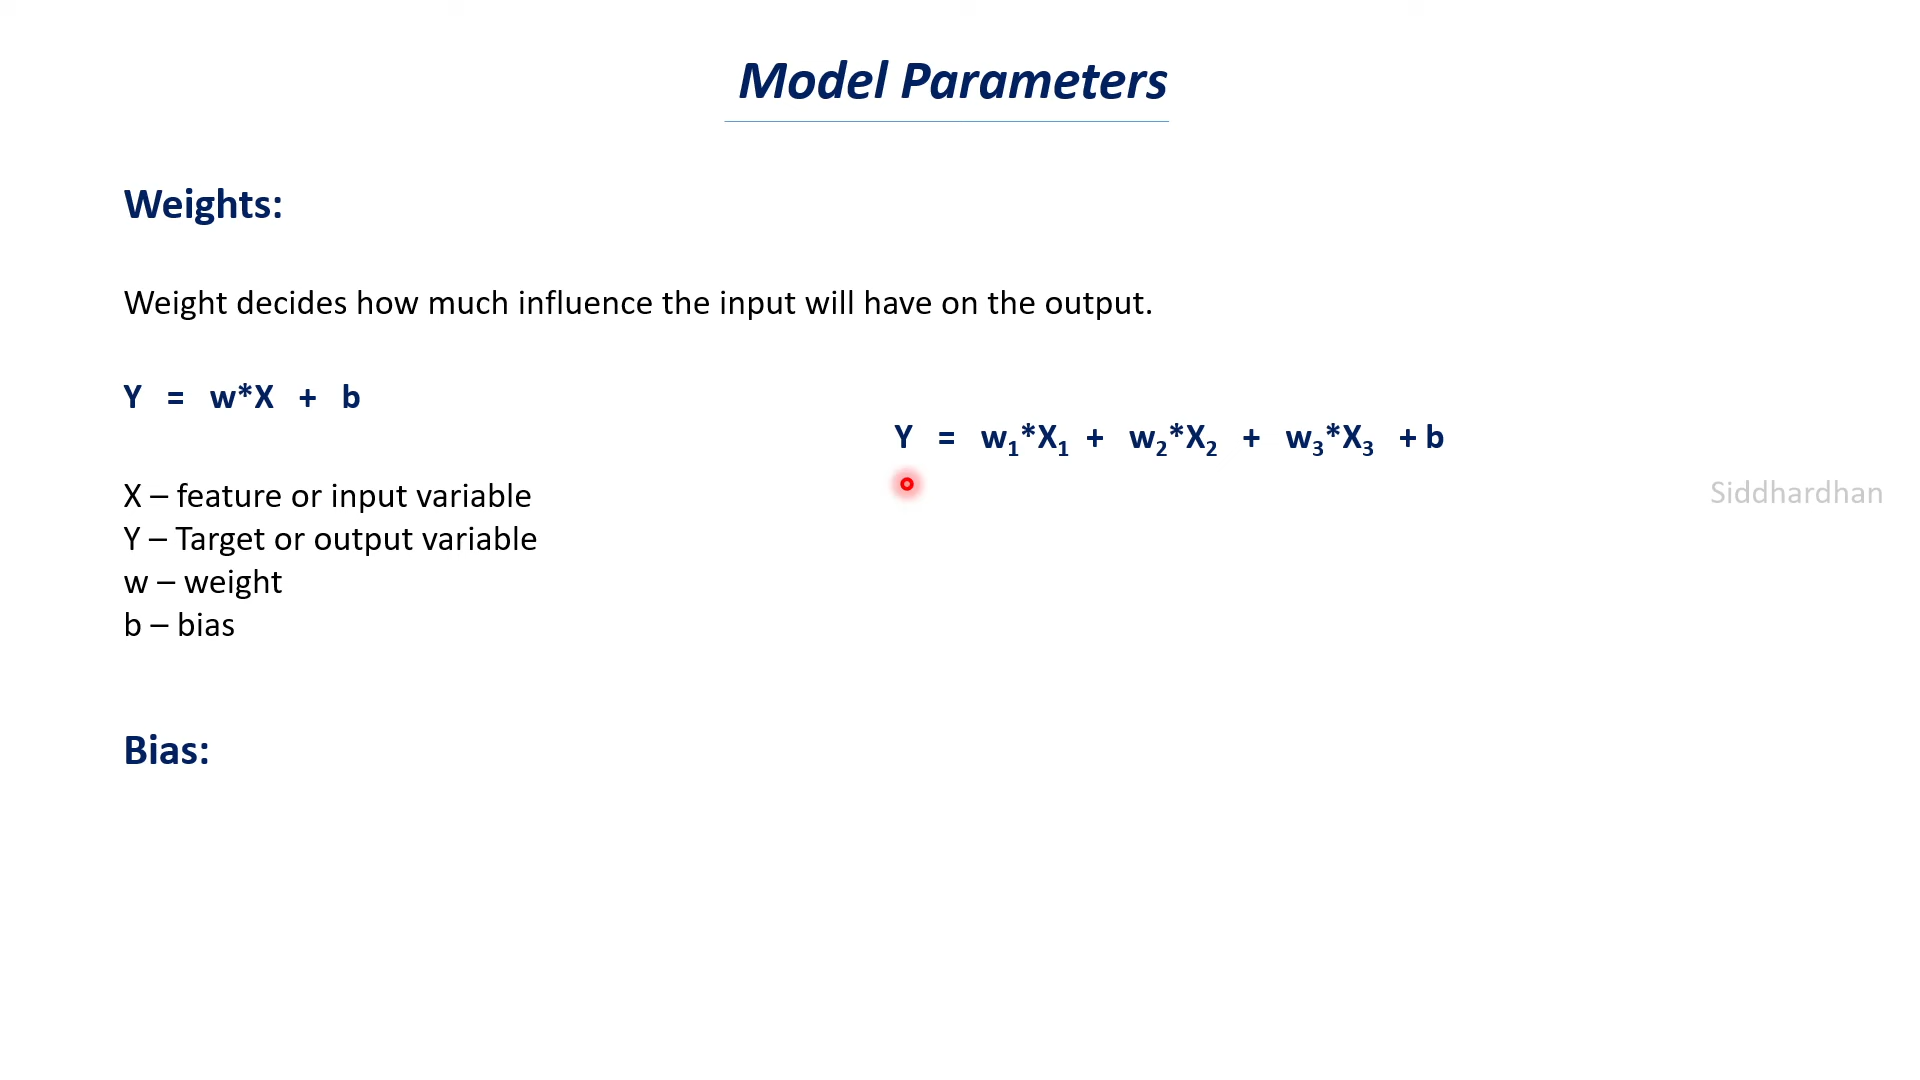 Model Parameters
Weights:
Weight decides how much influence the input will have on the output.
Y = w*X + b
Y = w₁*X₁ + w₂*X₂ + w₃*X₃ + b
X – feature or input variable
Siddhardhan
Y – Target or output variable
w – weight
b – bias
Bias: